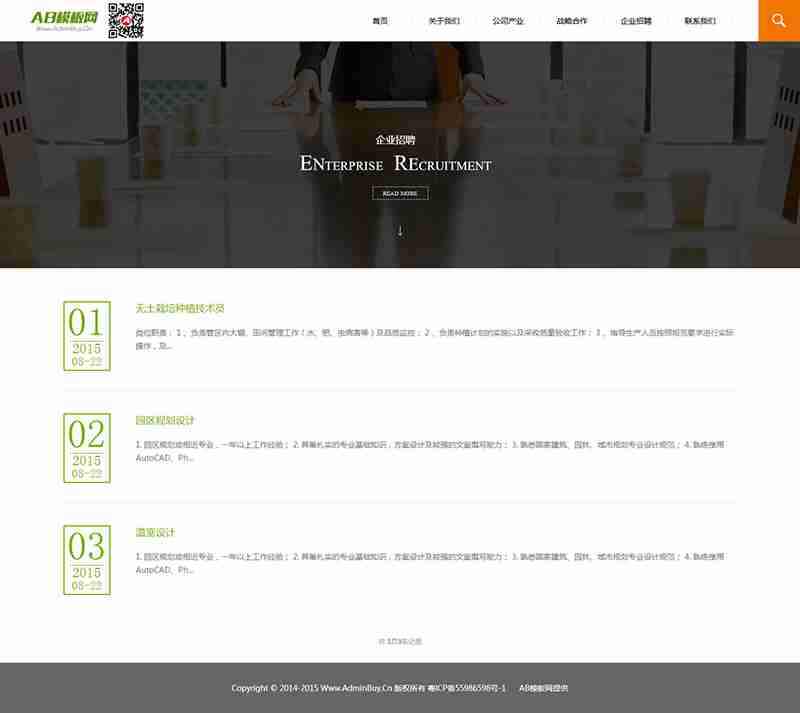 AB模板网
Www.AdminBuy.Cn
首页 关于我们 公司产业 战略合作 企业招聘 联系我们
企业招聘
ENTERPRISE RECRUITMENT
READ MORE
↓
01
2015
08-22
无土栽培种植技术员
岗位职责： 1 、负责管区内大棚、田间管理工作（水、肥、虫病害等）及品质监控； 2 、负责种植计划的实施以及采收质量验收工作； 3 、指导生产人员按照规范要求进行实际
操作，及...
02
2015
08-22
园区规划设计
1. 园区规划或相近专业，一年以上工作经验； 2. 具备扎实的专业基础知识，方案设计及较强的文案撰写能力； 3. 熟悉国家建筑、园林、城市规划专业设计规范； 4. 熟练使用
AutoCAD、Ph...
03
2015
08-22
温室设计
1. 园区规划或相近专业，一年以上工作经验； 2. 具备扎实的专业基础知识，方案设计及较强的文案撰写能力； 3. 熟悉国家建筑、园林、城市规划专业设计规范； 4. 熟练使用
AutoCAD、Ph...
共 1页3条记录
Copyright © 2014-2015 Www.AdminBuy.Cn 版权所有 粤ICP备55986598号-1 AB模板网提供